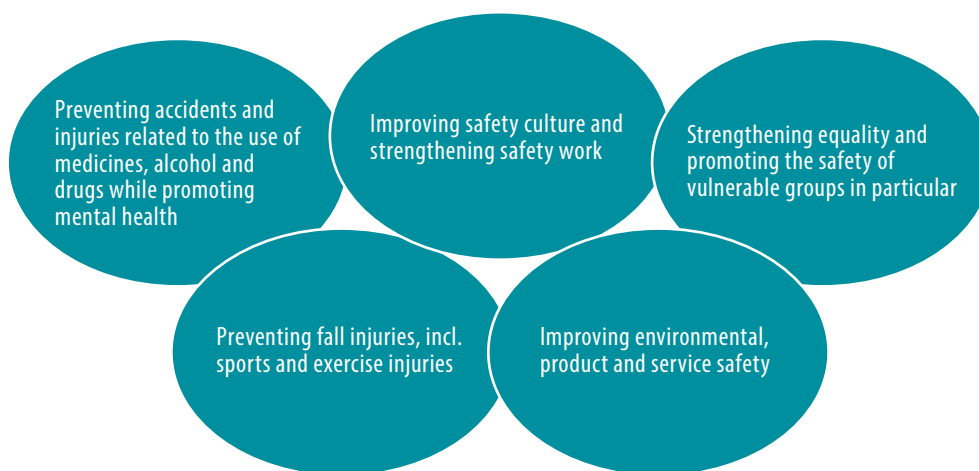 Preventing accidents and
injuries related to the use of
medicines, alcohol and
drugs while promoting
mental health
Improving safety culture and
strengthening safety work
Strengthening equality and
promoting the safety of
vulnerable groups in particular
Preventing fall injuries, incl.
sports and exercise injuries
Improving environmental,
product and service safety